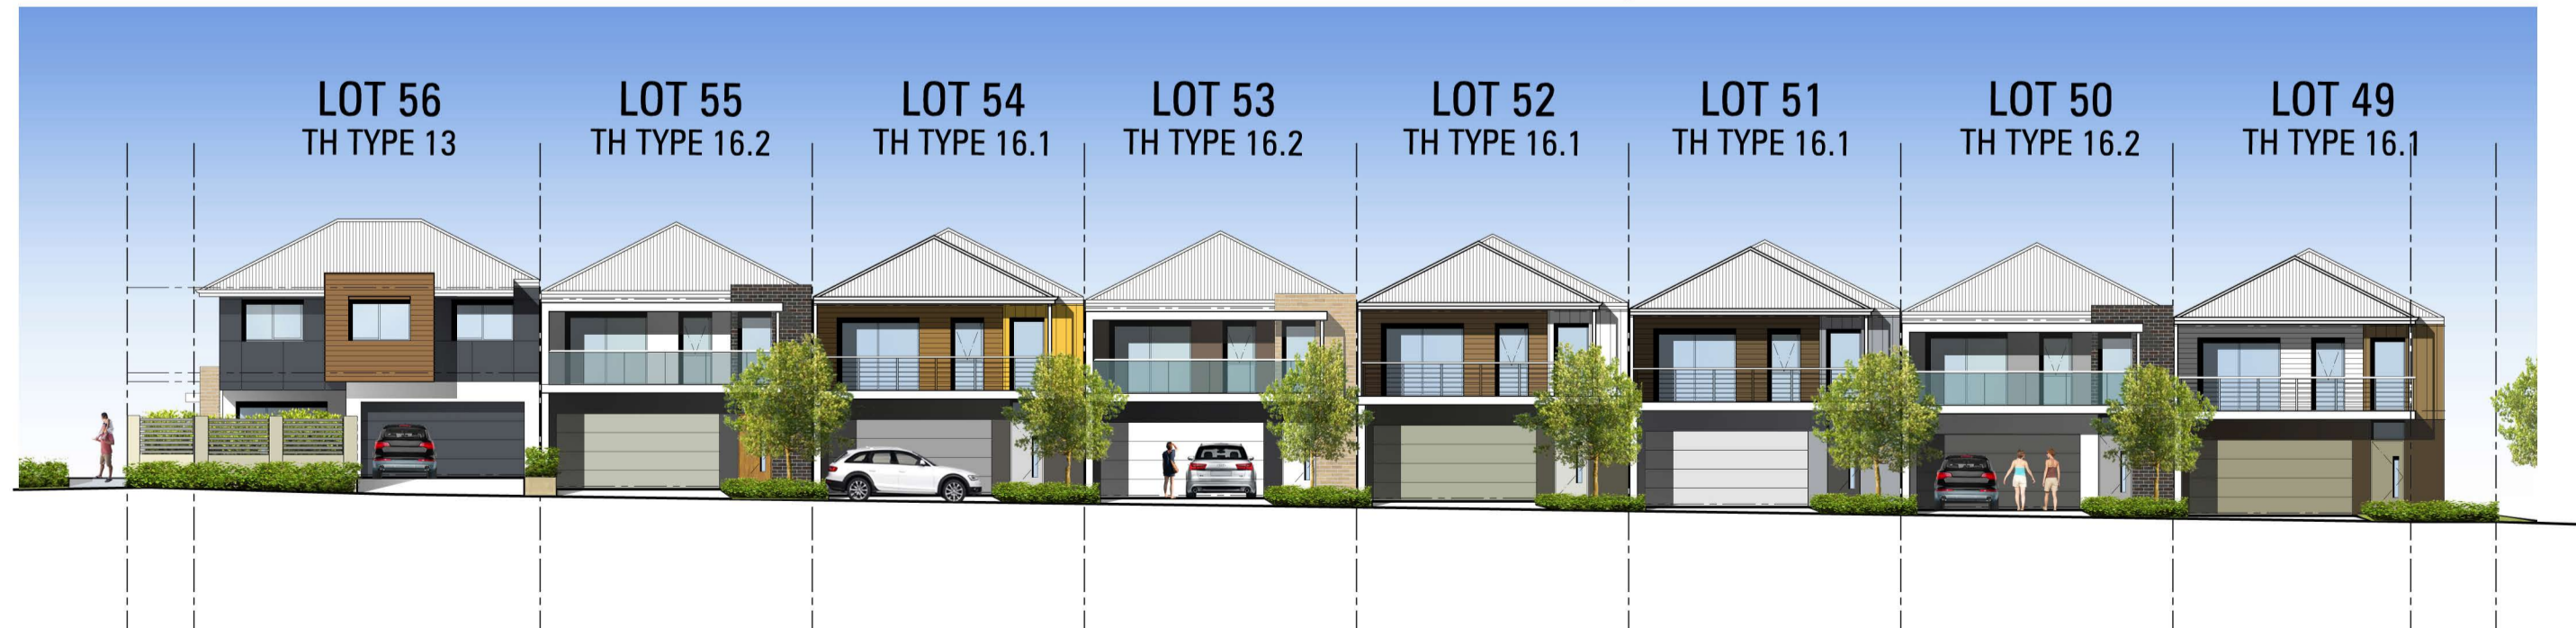 LOT 56
TH TYPE 13
LOT 55
TH TYPE 16.2
LOT 54
TH TYPE 16.1
LOT 53
TH TYPE 16.2
LOT 52
TH TYPE 16.1
LOT 51
TH TYPE 16.1
LOT 50
TH TYPE 16.2
LOT 49
TH TYPE 16.1